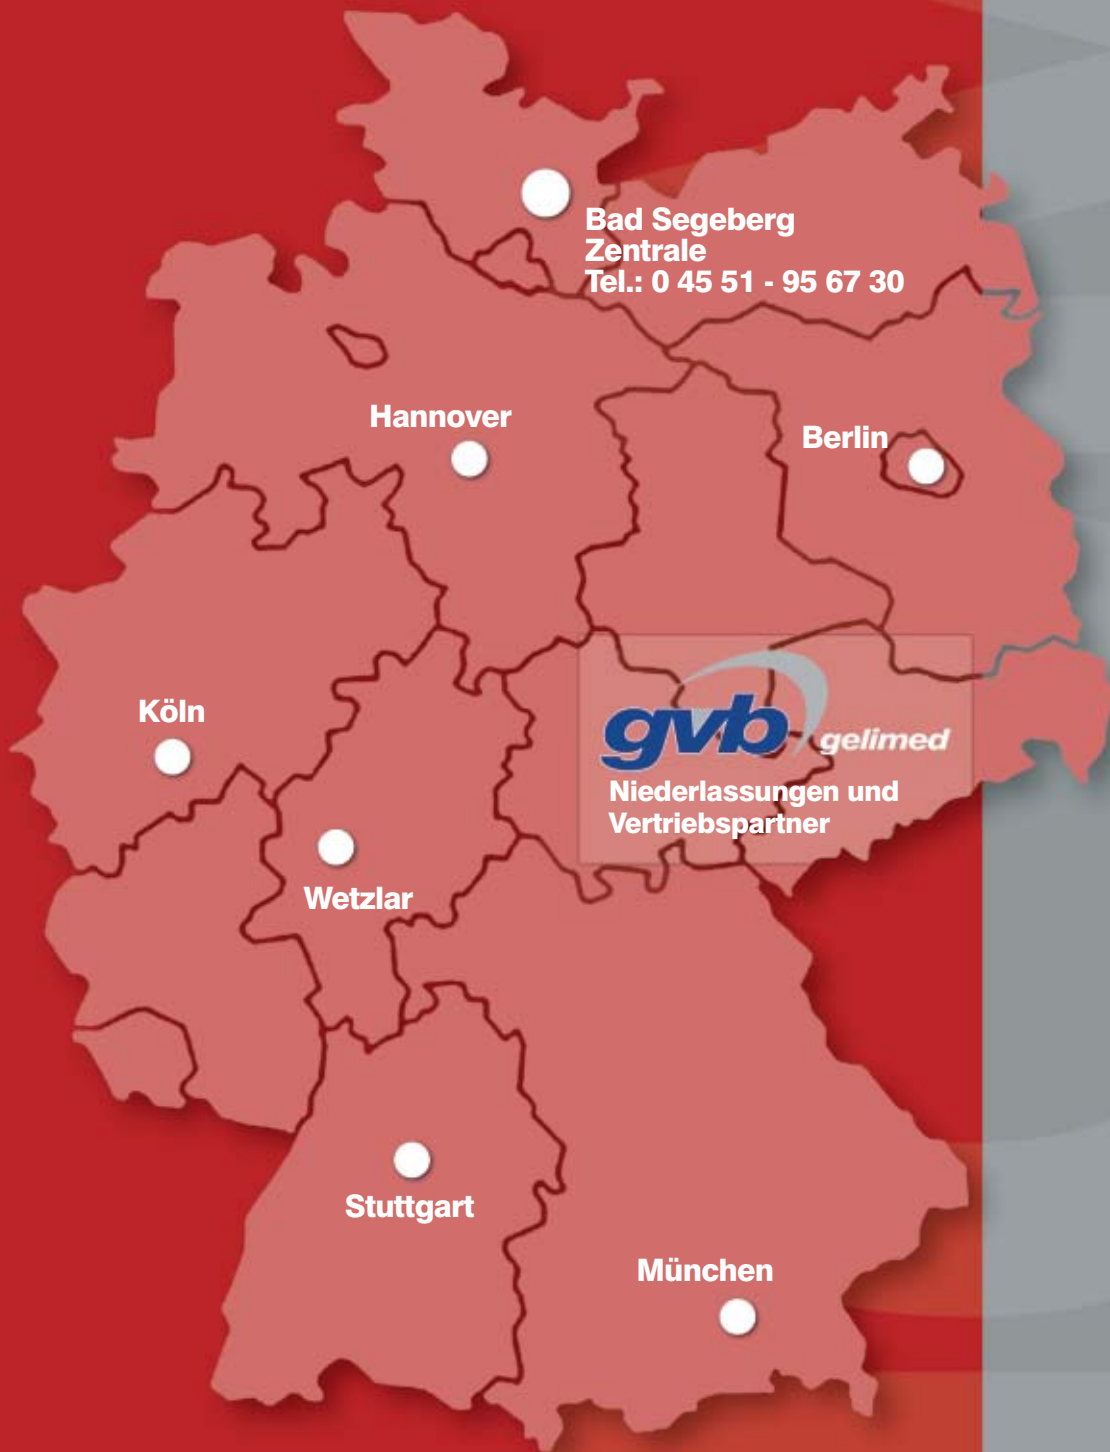 Bad Segeberg
Zentrale
Tel.: 0 45 51 - 95 67 30
Hannover
Berlin
Köln
gvb gelimed
Niederlassungen und
Vertriebspartner
Wetzlar
Stuttgart
München